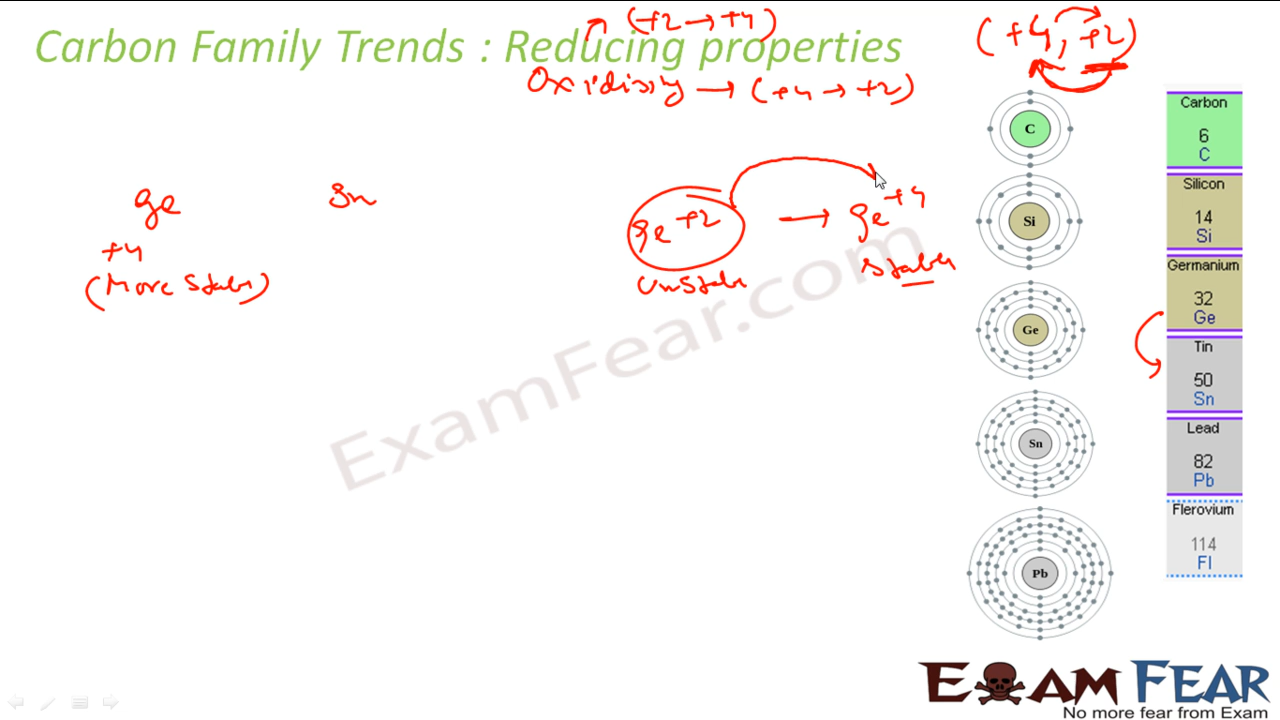 (+2 → +4)
Carbon Family Trends : Reducing properties
(+4, +2)
Oxidising → (+4 → +2)
Ge Sn
+4
(More Stable)
Ge+2 → Ge+4
Unstable Stable
Carbon
6
C
Silicon
14
Si
Germanium
32
Ge
Tin
50
Sn
Lead
82
Pb
Flerovium
114
Fl
C
Si
Ge
Sn
Pb
ExamFear.com
EXAM FEAR
No more fear from Exam